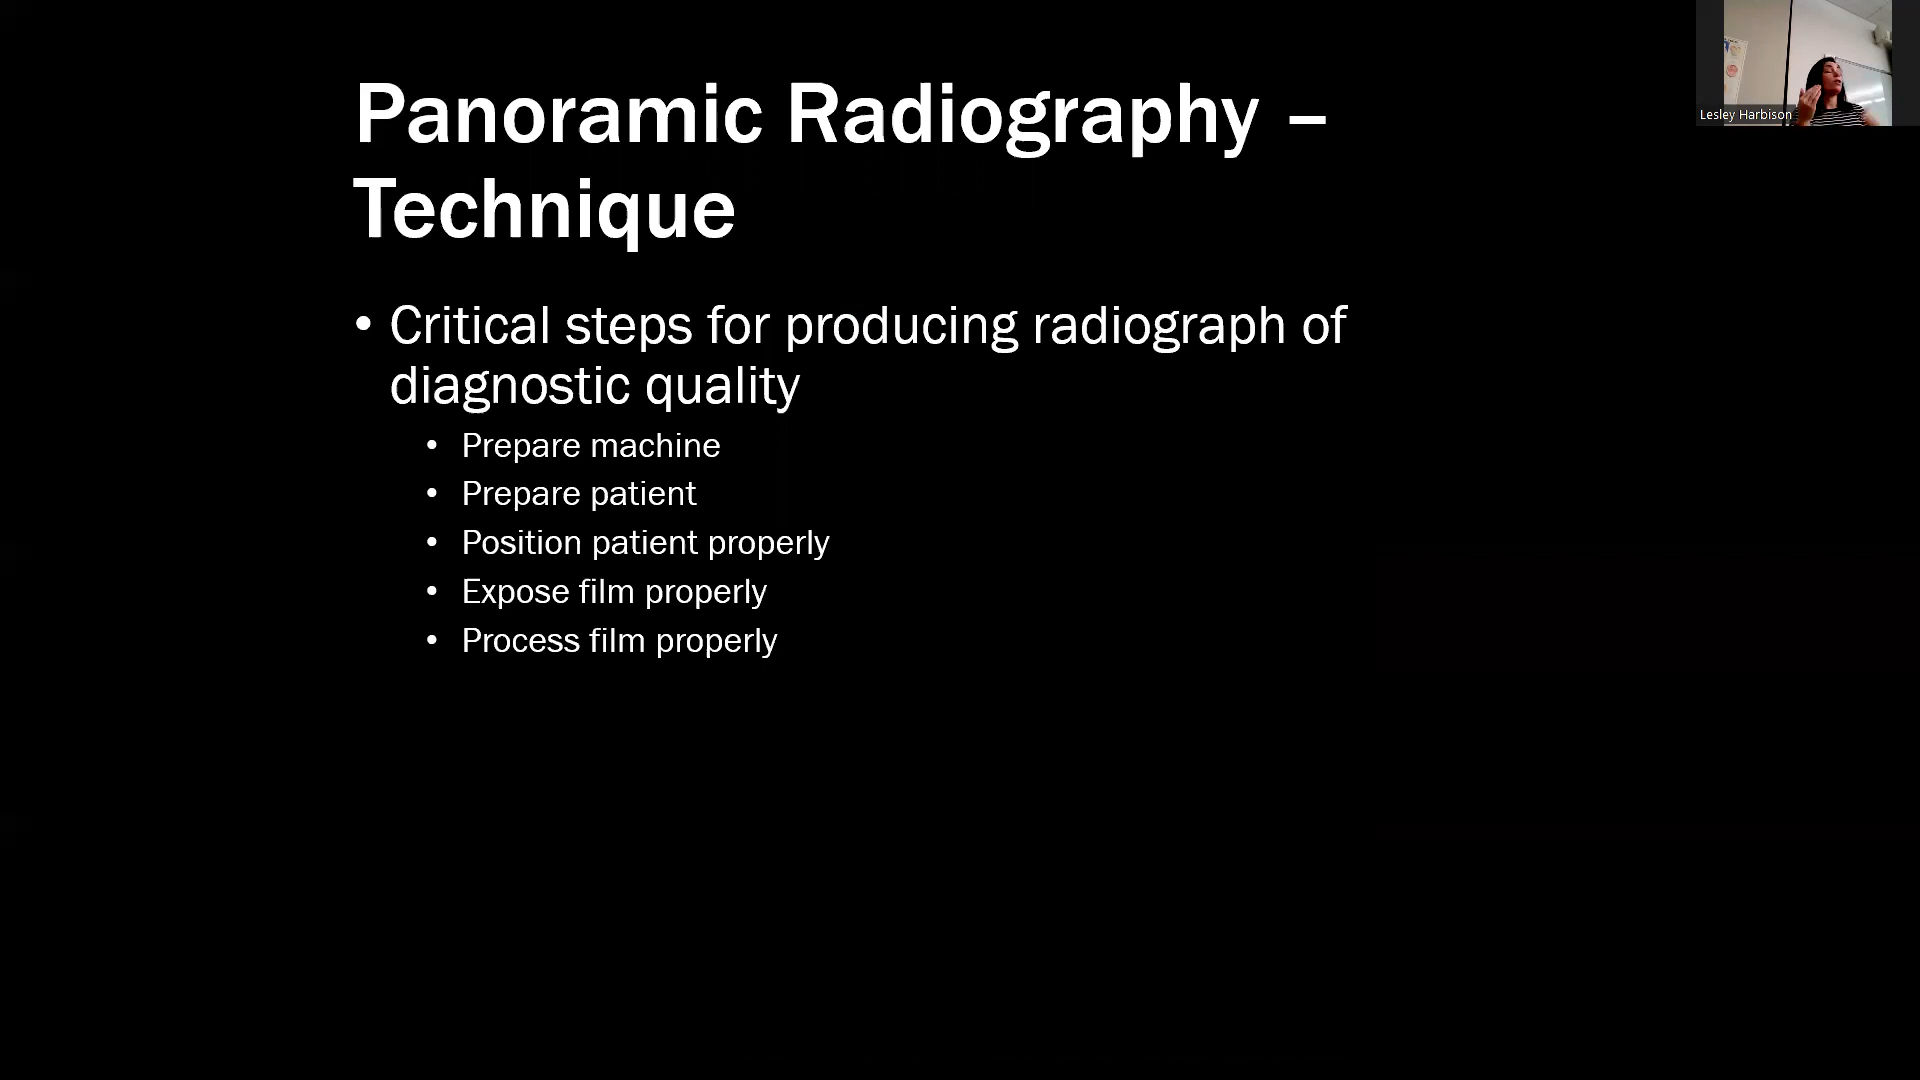 Panoramic Radiography –
Technique
• Critical steps for producing radiograph of
diagnostic quality
• Prepare machine
• Prepare patient
• Position patient properly
• Expose film properly
• Process film properly
Lesley Harbison